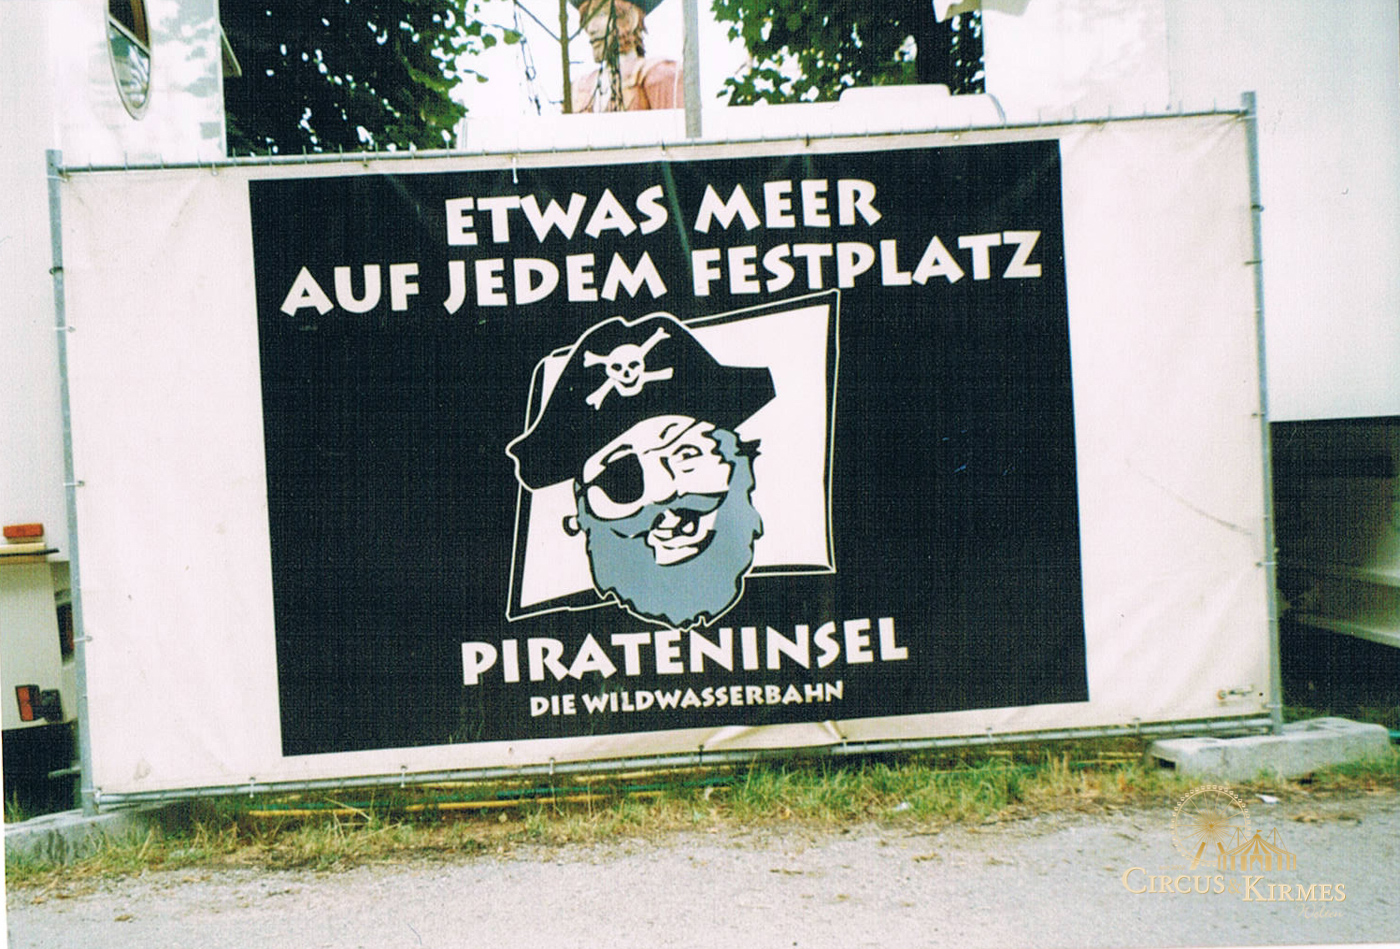 ETWAS MEER
AUF JEDEM FESTPLATZ
PIRATENINSEL
DIE WILDWASSERBAHN
CIRCUS & KIRMES